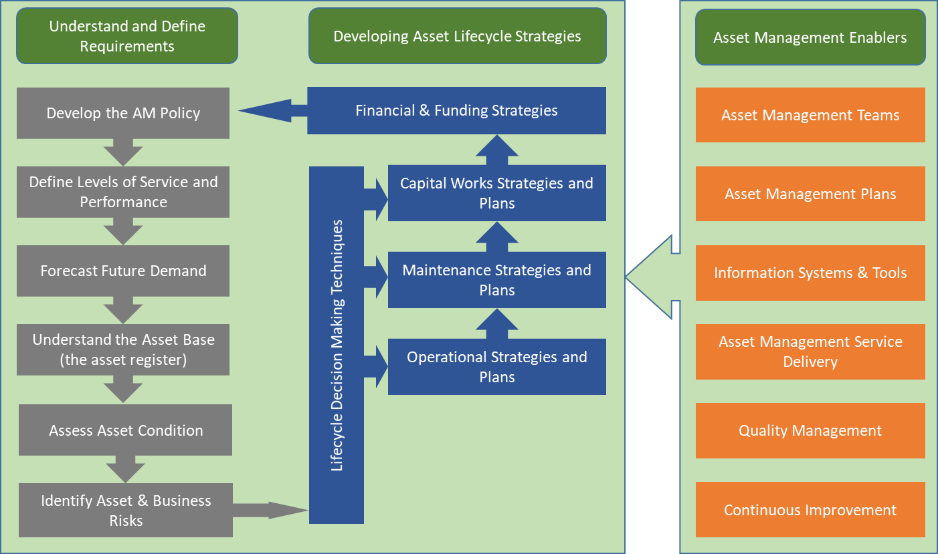 Understand and Define
Requirements
Develop the AM Policy
Define Levels of Service and
Performance
Forecast Future Demand
Understand the Asset Base
(the asset register)
Assess Asset Condition
Identify Asset & Business
Risks
Developing Asset Lifecycle Strategies
Financial & Funding Strategies
Lifecycle Decision Making Techniques
Capital Works Strategies and
Plans
Maintenance Strategies and
Plans
Operational Strategies and
Plans
Asset Management Enablers
Asset Management Teams
Asset Management Plans
Information Systems & Tools
Asset Management Service
Delivery
Quality Management
Continuous Improvement